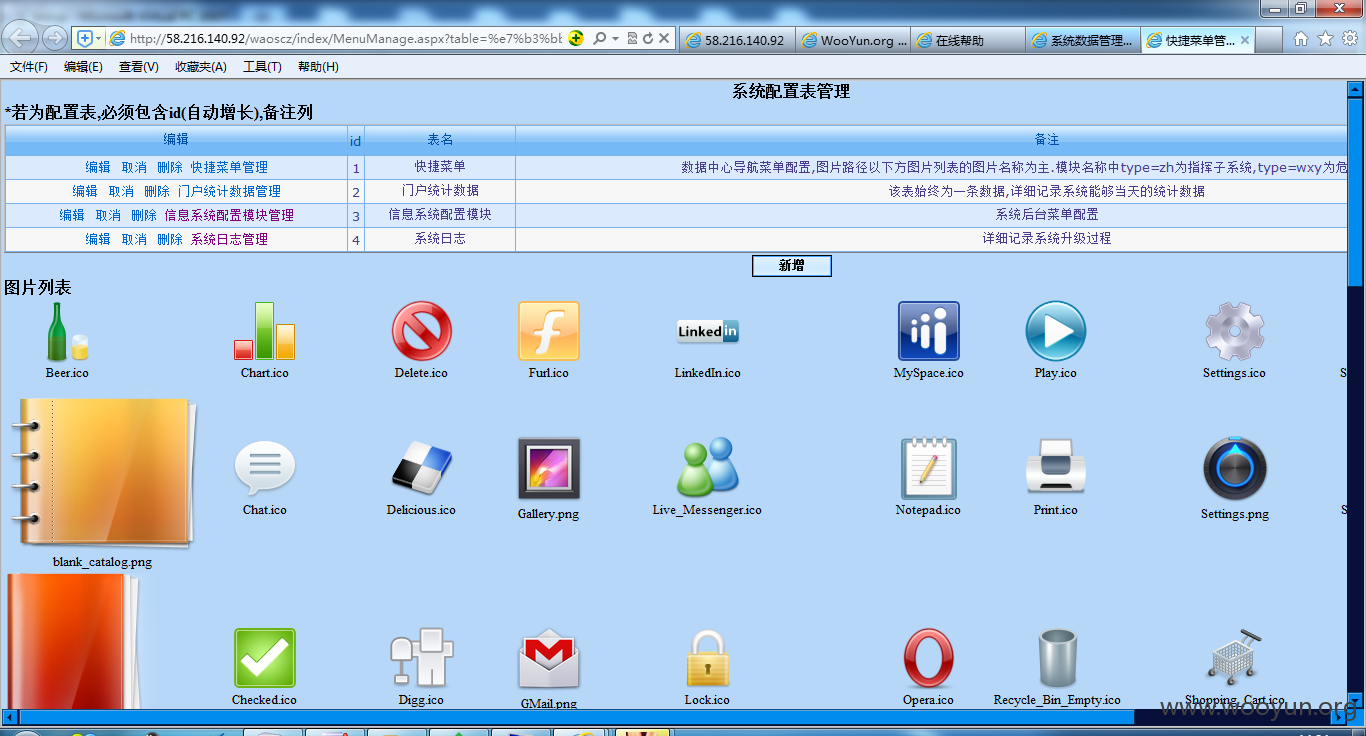 http://58.216.140.92/waoscz/index/MenuManage.aspx?table=%e7%b3%bb
58.216.140.92
WooYun.org ...
在线帮助
系统数据管理...
快捷菜单管...
文件(F) 编辑(E) 查看(V) 收藏夹(A) 工具(T) 帮助(H)
系统配置表管理
*若为配置表,必须包含id(自动增长),备注列
编辑 id 表名 备注
编辑 取消 删除 快捷菜单管理 1 快捷菜单 数据中心导航菜单配置,图片路径以下方图片列表的图片名称为主.模块名称中type=zh为指挥子系统,type=wxy为危
编辑 取消 删除 门户统计数据管理 2 门户统计数据 该表始终为一条数据,详细记录系统能够当天的统计数据
编辑 取消 删除 信息系统配置模块管理 3 信息系统配置模块 系统后台菜单配置
编辑 取消 删除 系统日志管理 4 系统日志 详细记录系统升级过程
新增
图片列表
Linked in
Beer.ico Chart.ico Delete.ico Furl.ico LinkedIn.ico MySpace.ico Play.ico Settings.ico S
Chat.ico Delicious.ico Gallery.png Live_Messenger.ico Notepad.ico Print.ico Settings.png S
blank_catalog.png
Checked.ico Digg.ico GMail.png Lock.ico Opera.ico Recycle_Bin_Empty.ico Shopping_Cart.ico
www.wooyun.org